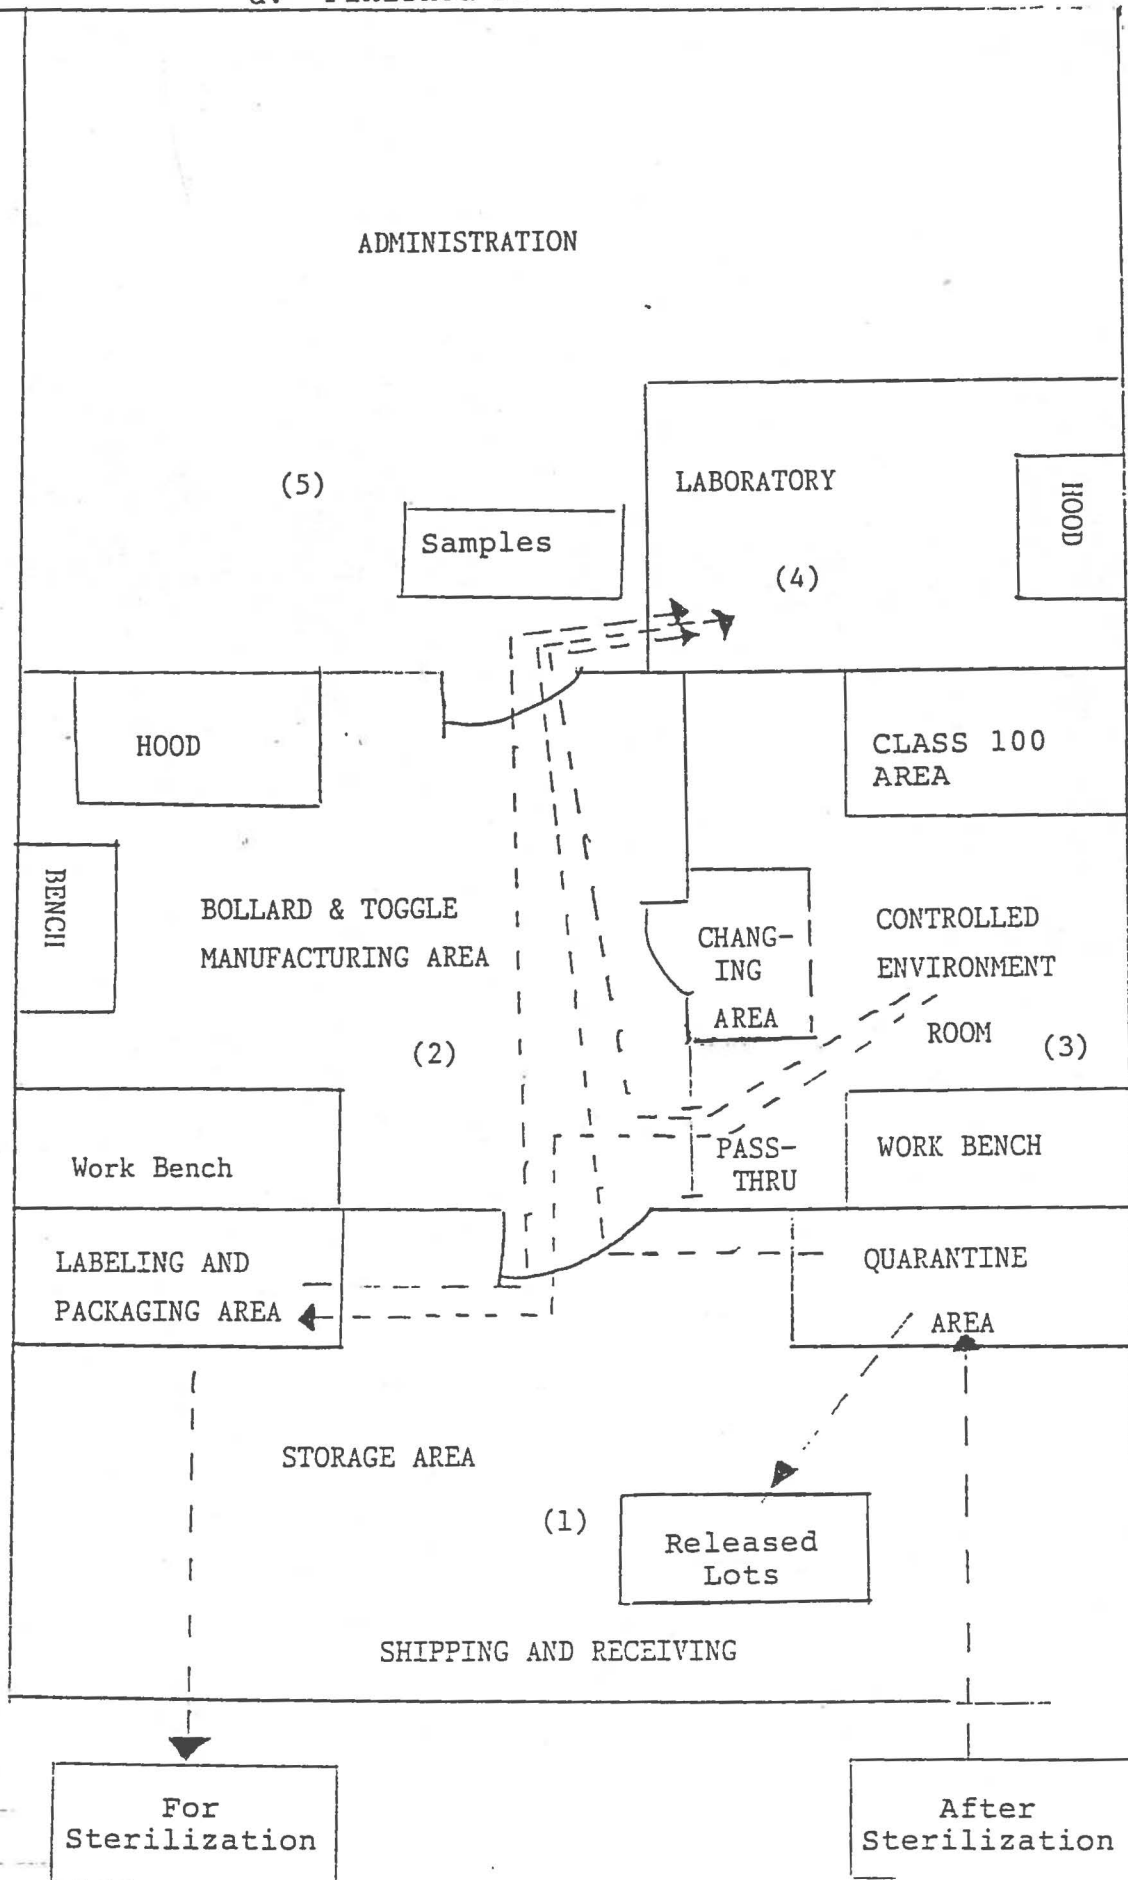 ADMINISTRATION
(5)
Samples
LABORATORY
HOOD
(4)
HOOD
CLASS 100
AREA
BENCH
BOLLARD & TOGGLE
MANUFACTURING AREA
(2)
CHANG-
ING
AREA
CONTROLLED
ENVIRONMENT
ROOM
(3)
Work Bench
PASS-
THRU
WORK BENCH
LABELING AND
PACKAGING AREA
QUARANTINE
AREA
STORAGE AREA
(1)
Released
Lots
SHIPPING AND RECEIVING
For
Sterilization
After
Sterilization